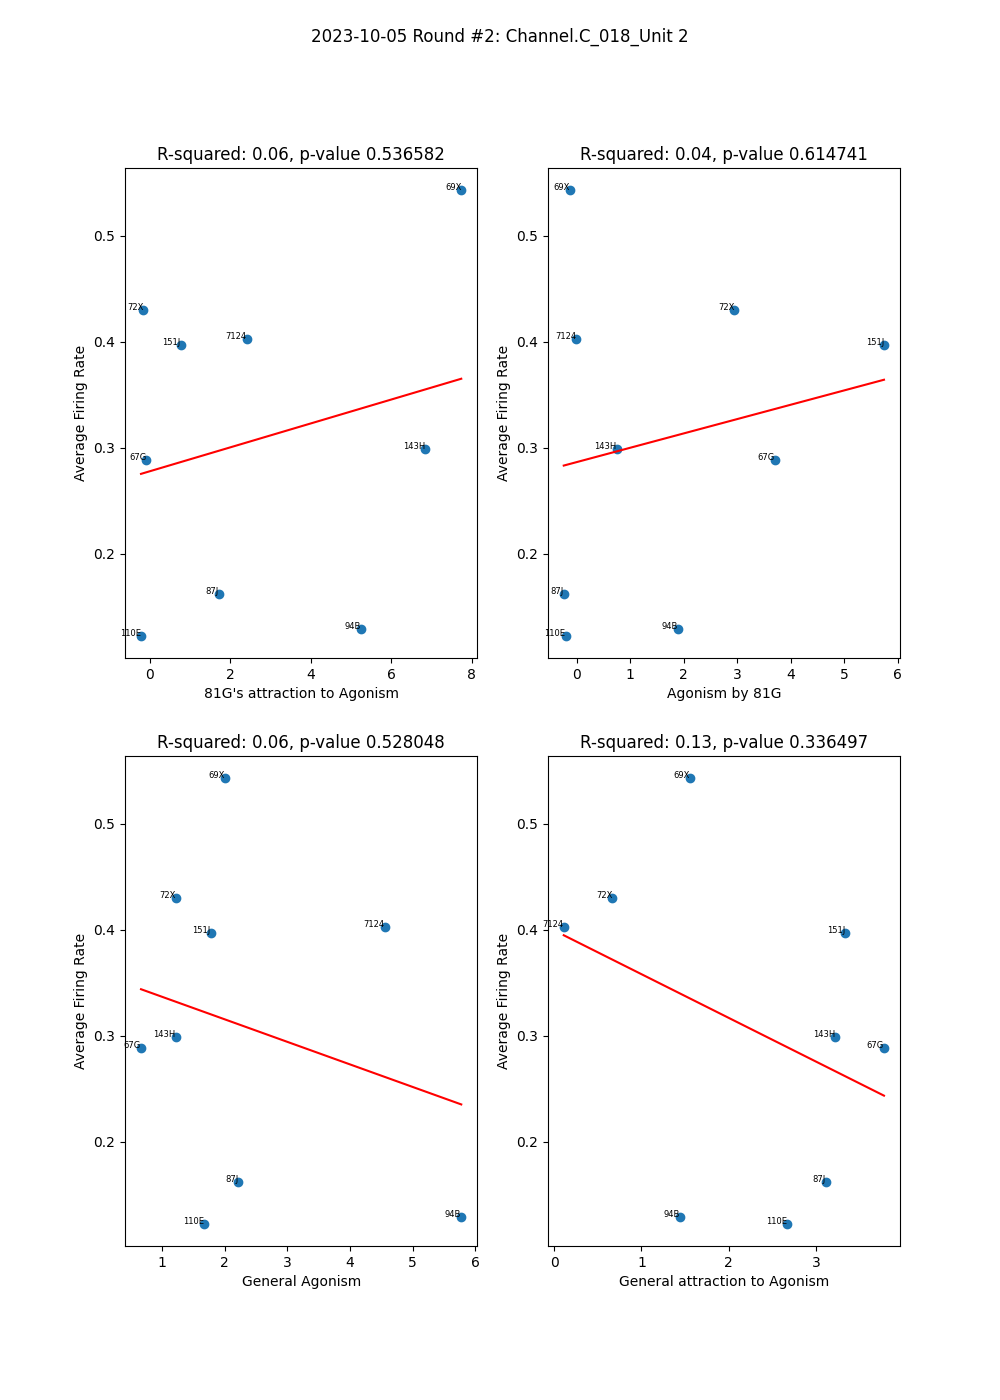 2023-10-05 Round #2: Channel.C_018_Unit 2
R-squared: 0.06, p-value 0.536582
69X
0.5
72X
7124
151J
0.4
143H
0.3
67G
0.2
87J
94B
110E
Average Firing Rate
0 2 4 6 8
81G's attraction to Agonism
R-squared: 0.04, p-value 0.614741
69X
0.5
72X
7124
151J
0.4
143H
0.3
67G
0.2
87J
94B
110E
Average Firing Rate
0 1 2 3 4 5 6
Agonism by 81G
R-squared: 0.06, p-value 0.528048
69X
0.5
72X
7124
151J
0.4
143H
0.3
67G
0.2
87J
94B
110E
Average Firing Rate
1 2 3 4 5 6
General Agonism
R-squared: 0.13, p-value 0.336497
69X
0.5
72X
7124
151J
0.4
143H
0.3
67G
0.2
87J
94B
110E
Average Firing Rate
0 1 2 3
General attraction to Agonism